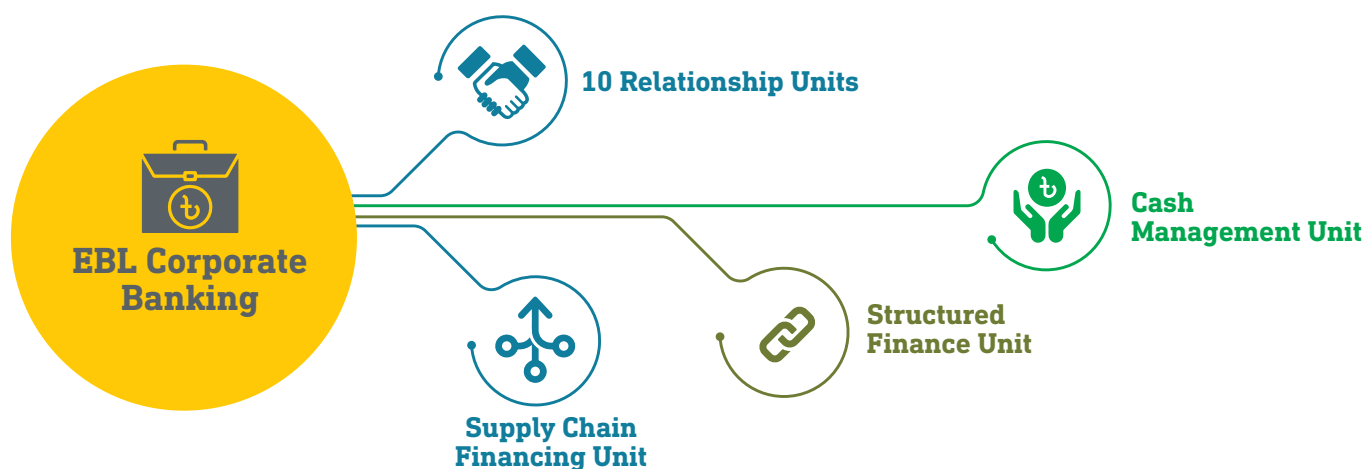 10 Relationship Units
EBL Corporate
Banking
৳
Cash
Management Unit
৳
Structured
Finance Unit
Supply Chain
Financing Unit